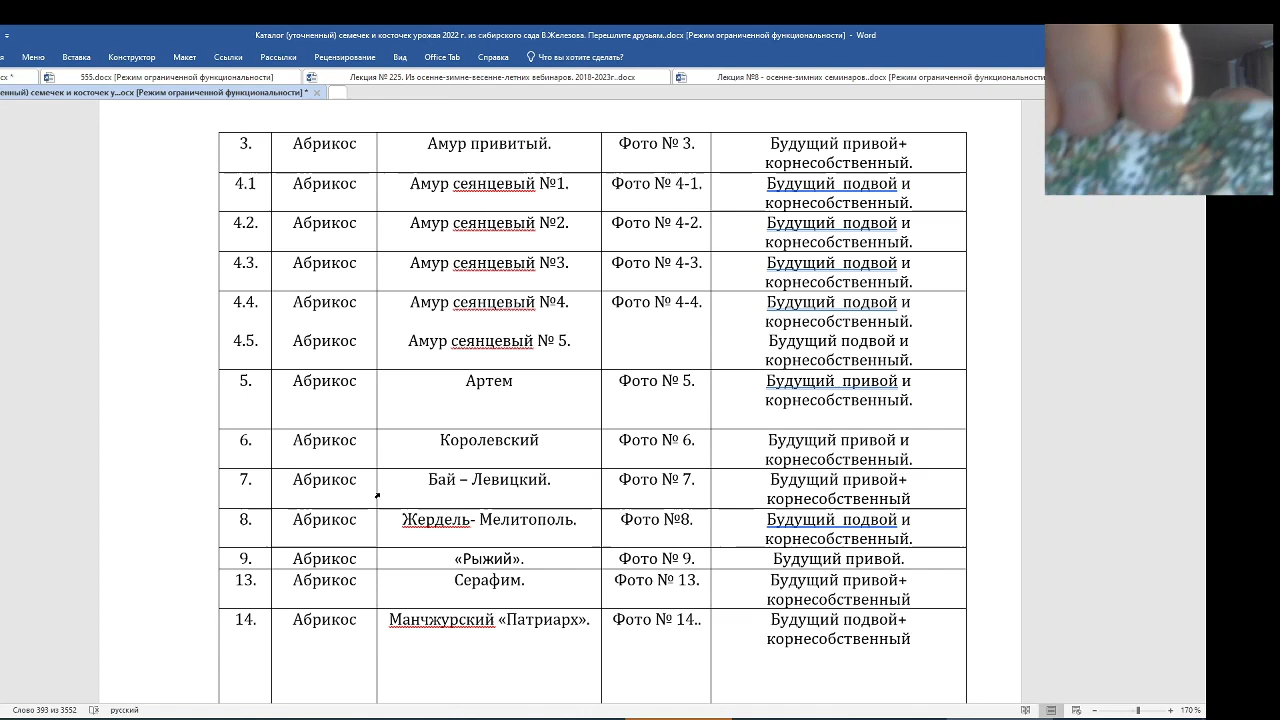 Каталог (уточненный) семечек и косточек урожая 2022 г. из сибирского сада В.Железова. Перешлите друзьям..docx [Режим ограниченной функциональности] - Word
Меню Вставка Конструктор Макет Ссылки Рассылки Рецензирование Вид Office Tab Справка Что вы хотите сделать?
cx * 555.docx [Режим ограниченной функциональности] Лекция № 225. Из осенне-зимне-весенне-летних вебинаров. 2018-2023г..docx Лекция №8 - осенне-зимних семинаров..docx [Режим ограниченной функциональности]
енный) семечек и косточек у...ocx [Режим ограниченной функциональности] *
3. Абрикос Амур привитый. Фото № 3. Будущий привой+
корнесобственный.
4.1 Абрикос Амур сеянцевый №1. Фото № 4-1. Будущий подвой и
корнесобственный.
4.2. Абрикос Амур сеянцевый №2. Фото № 4-2. Будущий подвой и
корнесобственный.
4.3. Абрикос Амур сеянцевый №3. Фото № 4-3. Будущий подвой и
корнесобственный.
4.4. Абрикос Амур сеянцевый №4. Фото № 4-4. Будущий подвой и
корнесобственный.
4.5. Абрикос Амур сеянцевый № 5. Будущий подвой и
корнесобственный.
5. Абрикос Артем Фото № 5. Будущий привой и
корнесобственный.
6. Абрикос Королевский Фото № 6. Будущий привой и
корнесобственный.
7. Абрикос Бай – Левицкий. Фото № 7. Будущий привой+
корнесобственный
8. Абрикос Жердель- Мелитополь. Фото №8. Будущий подвой и
корнесобственный.
9. Абрикос «Рыжий». Фото № 9. Будущий привой.
13. Абрикос Серафим. Фото № 13. Будущий привой+
корнесобственный
14. Абрикос Манчжурский «Патриарх». Фото № 14.. Будущий подвой+
корнесобственный
Слово 393 из 3552 русский 170 %